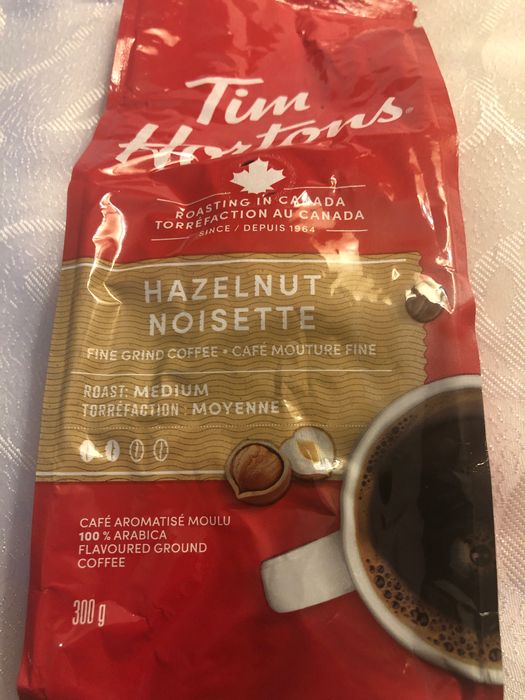 Tim
Hortons®
ROASTING IN CANADA
TORRÉFACTION AU CANADA
SINCE / DEPUIS 1964
HAZELNUT
NOISETTE
FINE GRIND COFFEE • CAFÉ MOUTURE FINE
ROAST: MEDIUM
TORRÉFACTION : MOYENNE
CAFÉ AROMATISÉ MOULU
100 % ARABICA
FLAVOURED GROUND
COFFEE
300 g